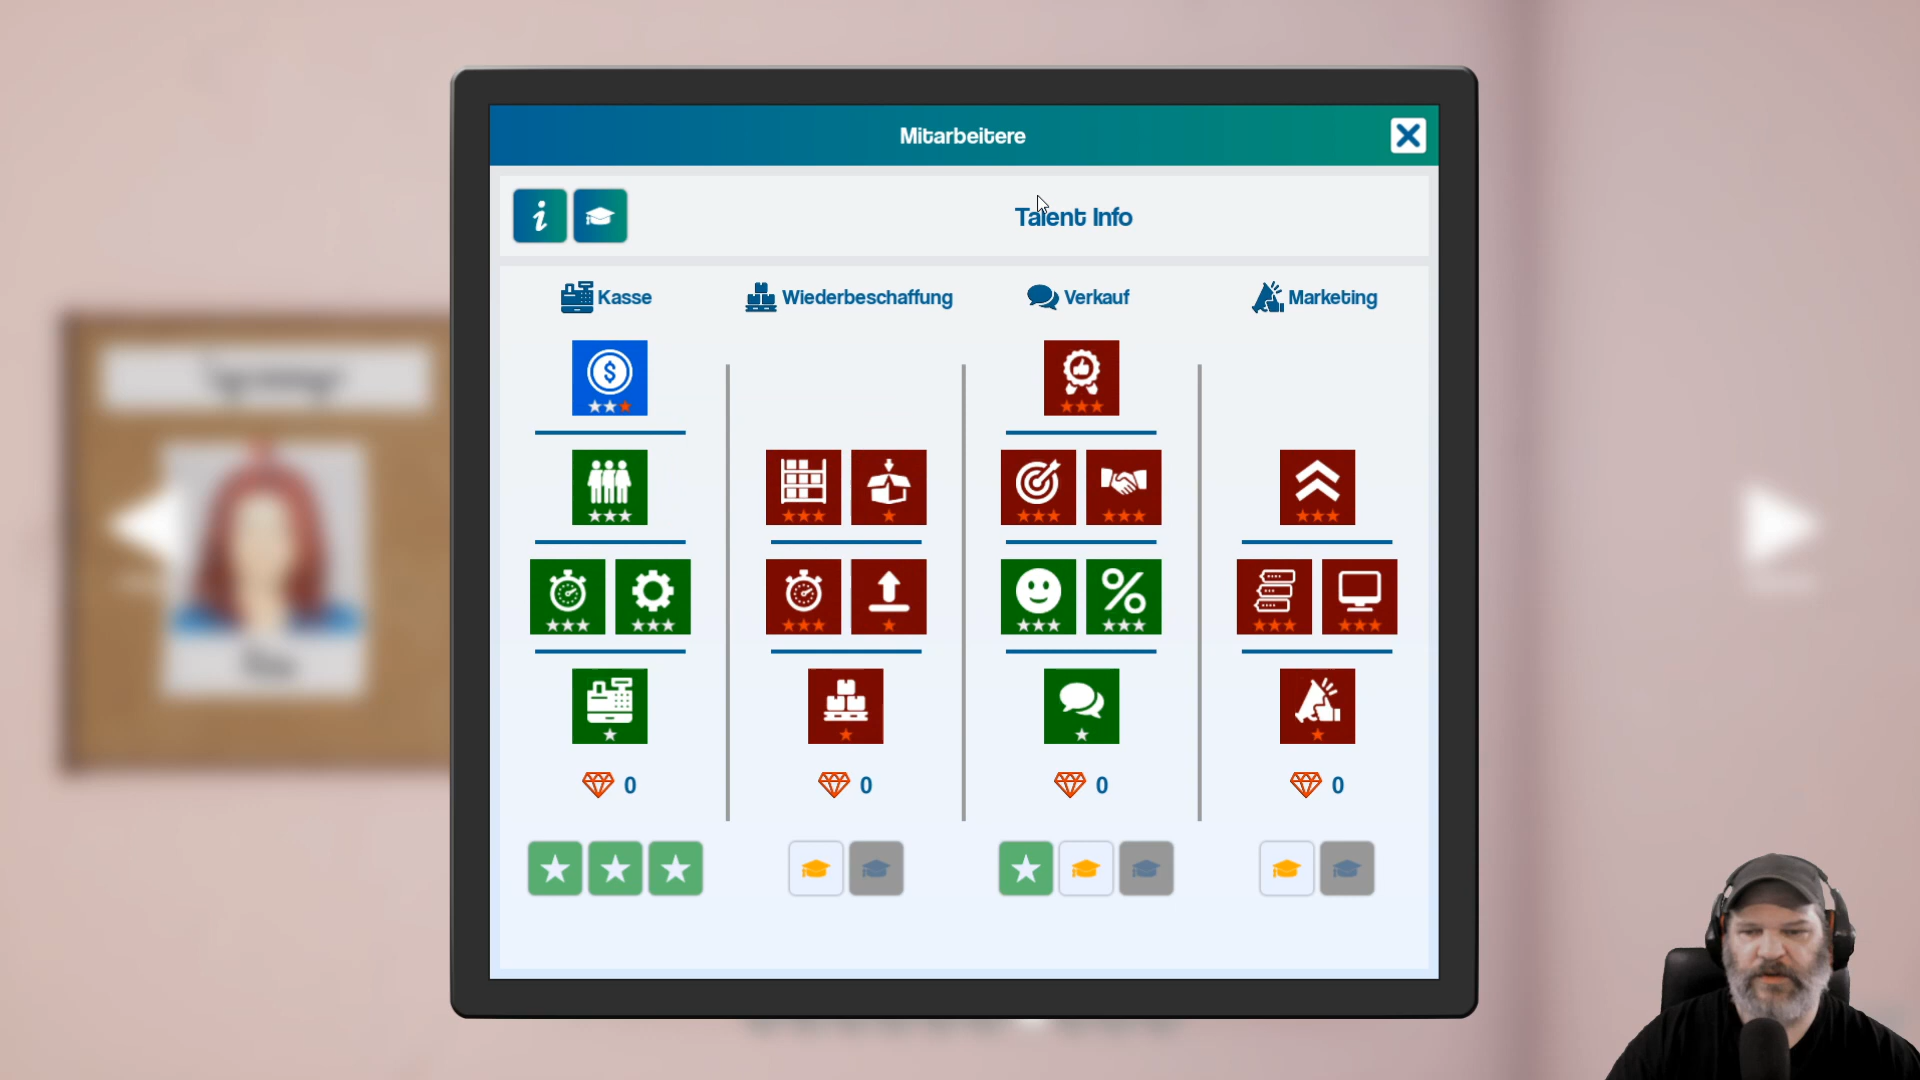 Mitarbeitere
Talent Info
Kasse
Wiederbeschaffung
Verkauf
Marketing
0
0
0
0